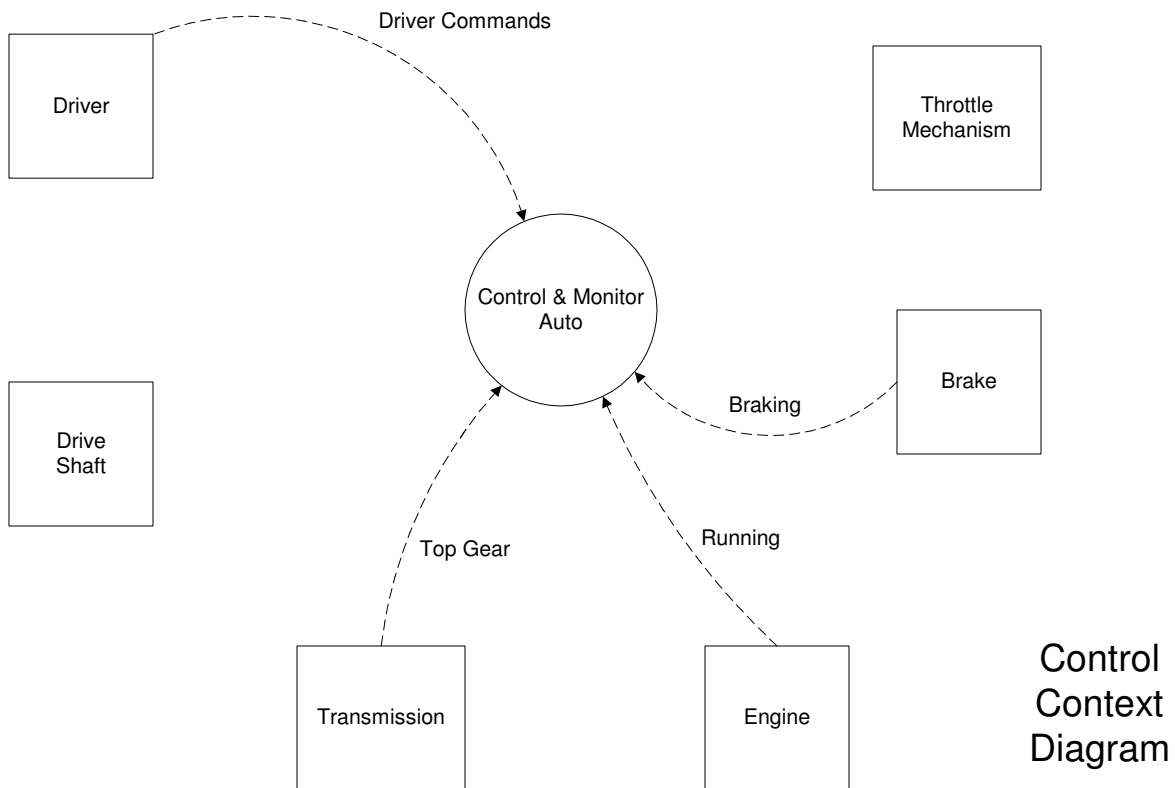 Driver Commands
Driver
Throttle
Mechanism
Control & Monitor
Auto
Brake
Braking
Drive
Shaft
Top Gear
Running
Transmission
Engine
Control
Context
Diagram